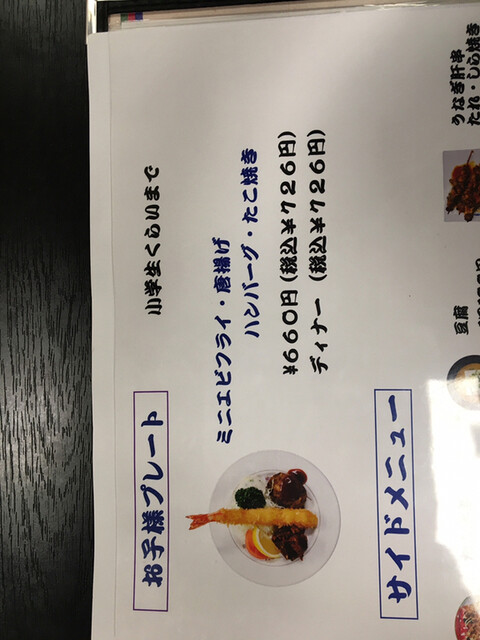 お子様プレート
小学生くらいまで
ミニエビフライ・唐揚げ
ハンバーグ・たこ焼き
¥660円(税込¥726円)
ディナー (税込¥726円)
サイドメニュー
うなぎ肝串
たれ・しら焼き
豆腐